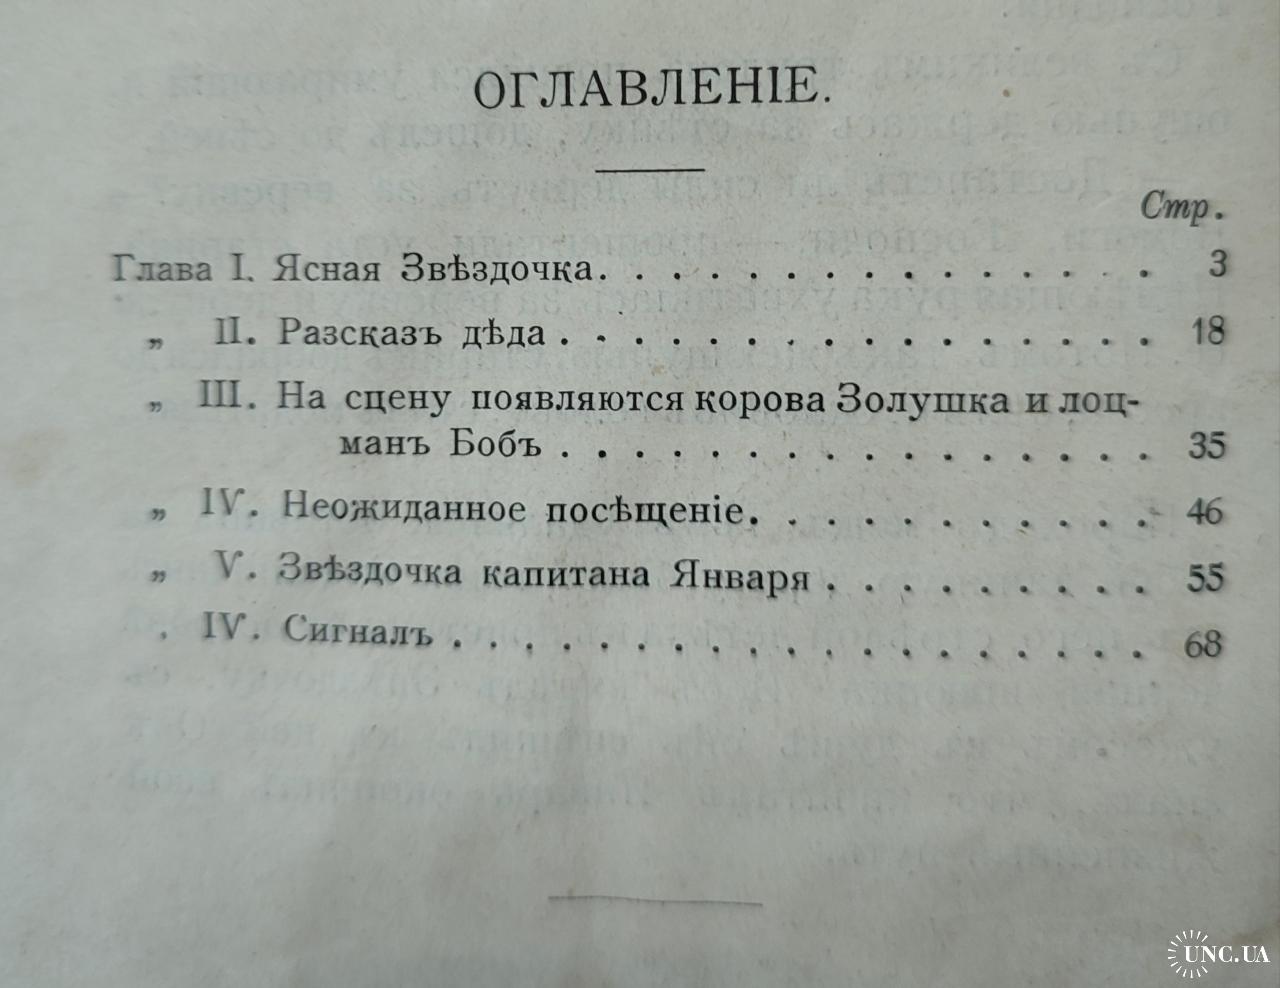 ОГЛАВЛЕНІЕ.
Стр.
Глава I. Ясная Звѣздочка. . . . . . . . . . . . . . . . 3
„ II. Разсказъ дѣда . . . . . . . . . . . . . . . . . 18
„ III. На сцену появляются корова Золушка и лоц-
манъ Бобъ . . . . . . . . . . . . . . . . 35
„ IV. Неожиданное посѣщеніе. . . . . . . . . . . . 46
„ V. Звѣздочка капитана Января . . . . . . . . . 55
„ IV. Сигналъ . . . . . . . . . . . . . . . . . . . 68
UNC.UA